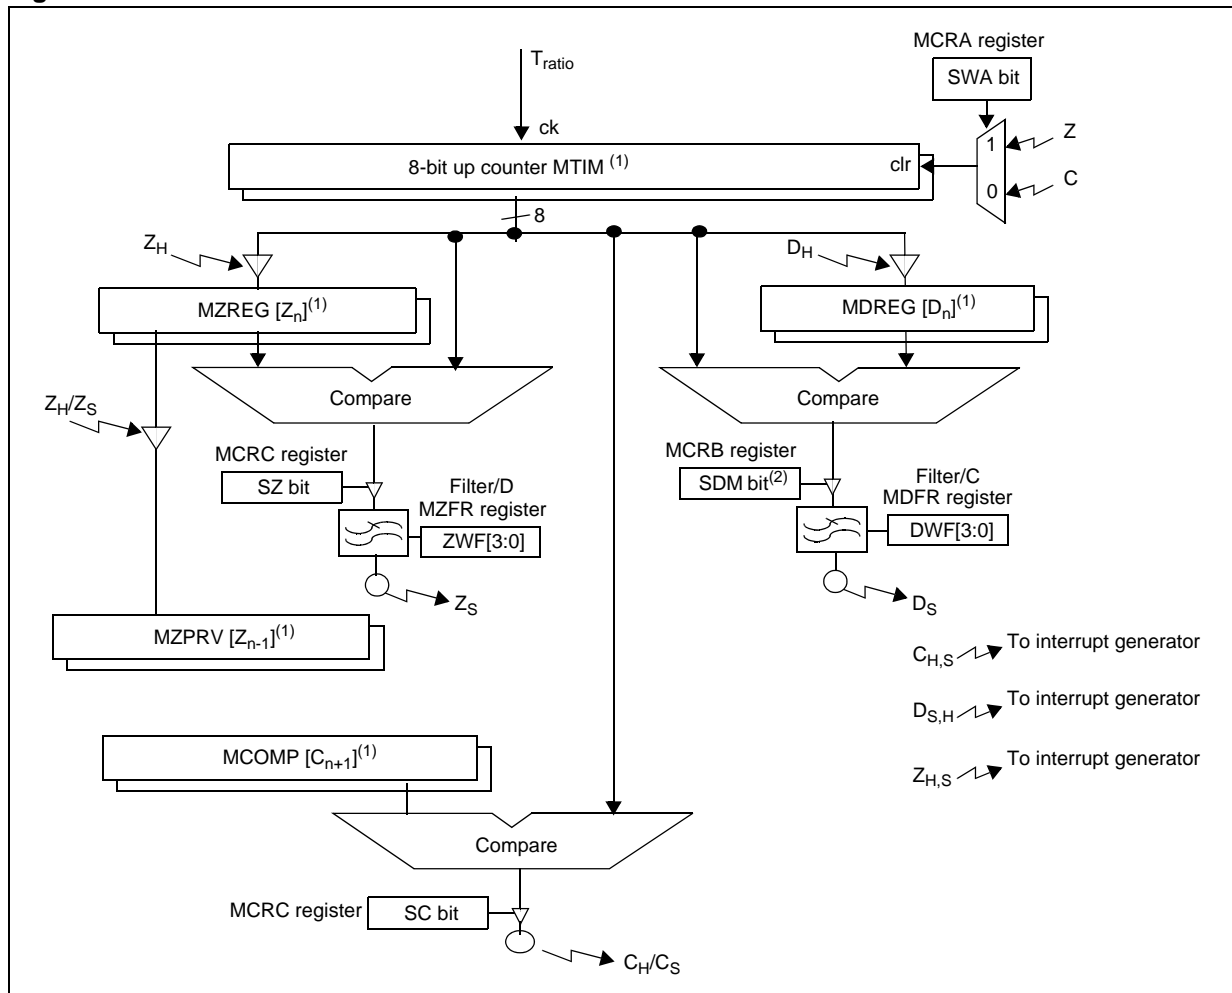 MCRA register
T_ratio
SWA bit
ck
1
Z
8-bit up counter MTIM (1)
clr
0
C
8
Z_H
D_H
MZREG [Z_n](1)
MDREG [D_n](1)
Compare
Compare
Z_H/Z_S
MCRC register
SZ bit
Filter/D
MZFR register
ZWF[3:0]
MCRB register
SDM bit(2)
Filter/C
MDFR register
DWF[3:0]
Z_S
D_S
MZPRV [Z_n-1](1)
C_H,S To interrupt generator
D_S,H To interrupt generator
Z_H,S To interrupt generator
MCOMP [C_n+1](1)
Compare
MCRC register
SC bit
C_H/C_S